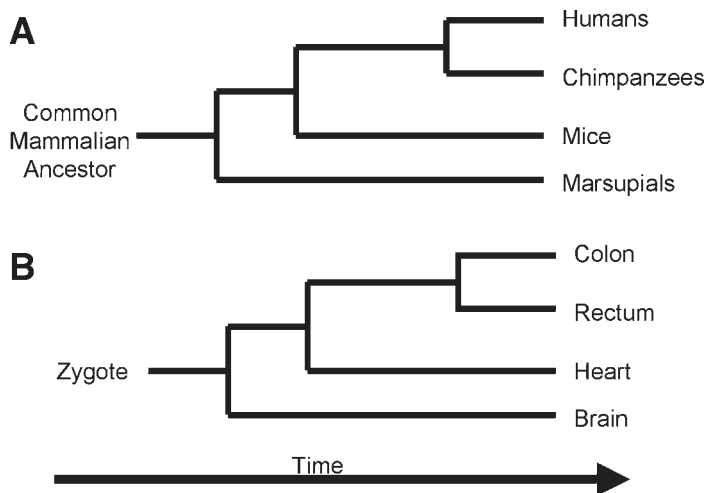 A
Humans
Chimpanzees
Common
Mammalian
Ancestor
Mice
Marsupials
B
Colon
Rectum
Zygote
Heart
Brain
Time